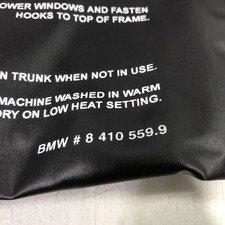 LOWER WINDOWS AND FASTEN
HOOKS TO TOP OF FRAME.
N TRUNK WHEN NOT IN USE.
MACHINE WASHED IN WARM
DRY ON LOW HEAT SETTING.
BMW # 8 410 559.9